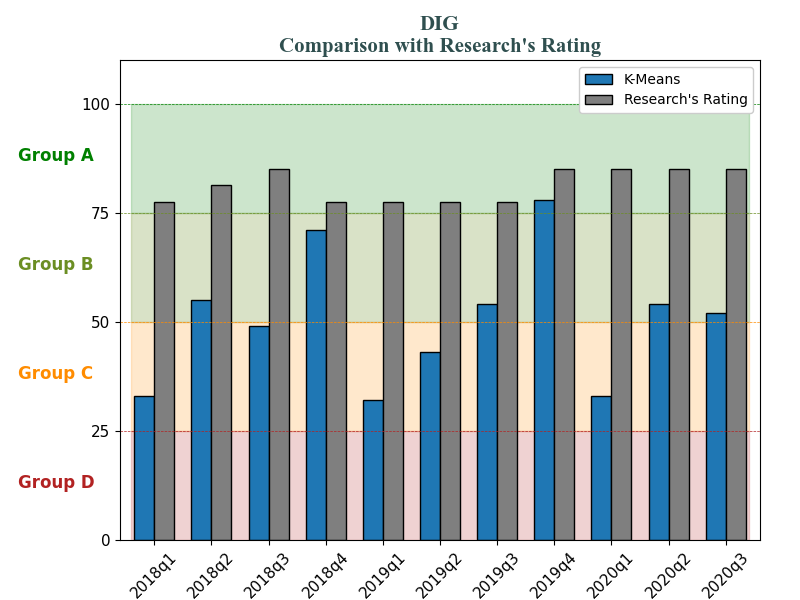 DIG
Comparison with Research's Rating
K-Means
Research's Rating
100
Group A
75
Group B
50
Group C
25
Group D
0
2018q1 2018q2 2018q3 2018q4 2019q1 2019q2 2019q3 2019q4 2020q1 2020q2 2020q3